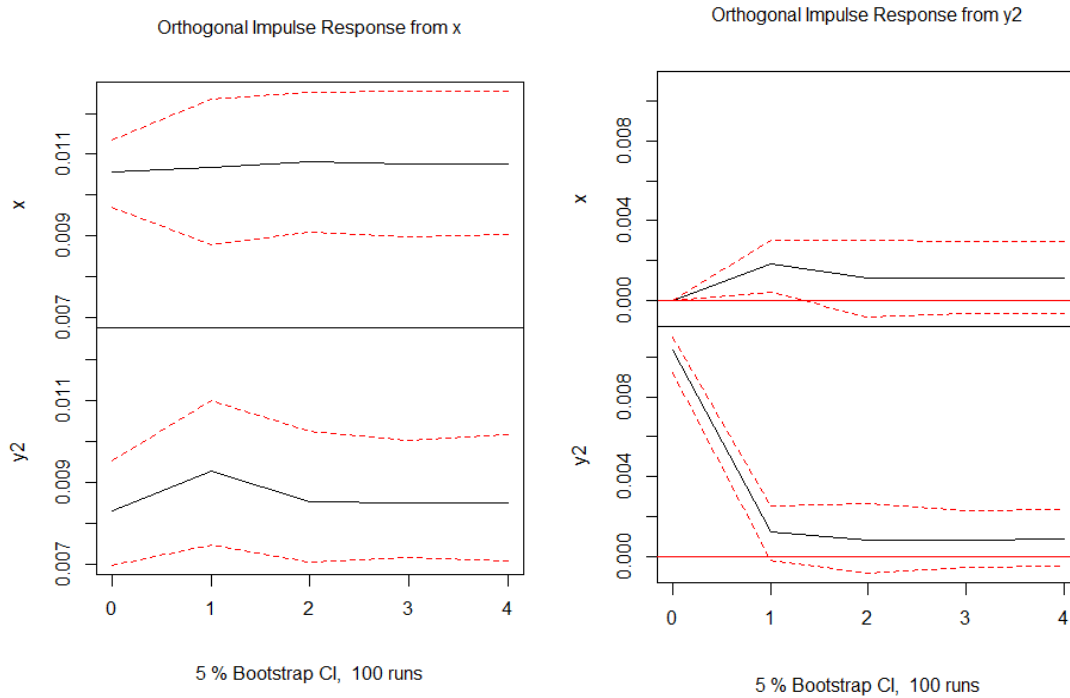 Orthogonal Impulse Response from x
x
0.011
0.009
0.007
y2
0.011
0.009
0.007
0 1 2 3 4
5 % Bootstrap CI, 100 runs
Orthogonal Impulse Response from y2
x
0.008
0.004
0.000
y2
0.008
0.004
0.000
0 1 2 3 4
5 % Bootstrap CI, 100 runs